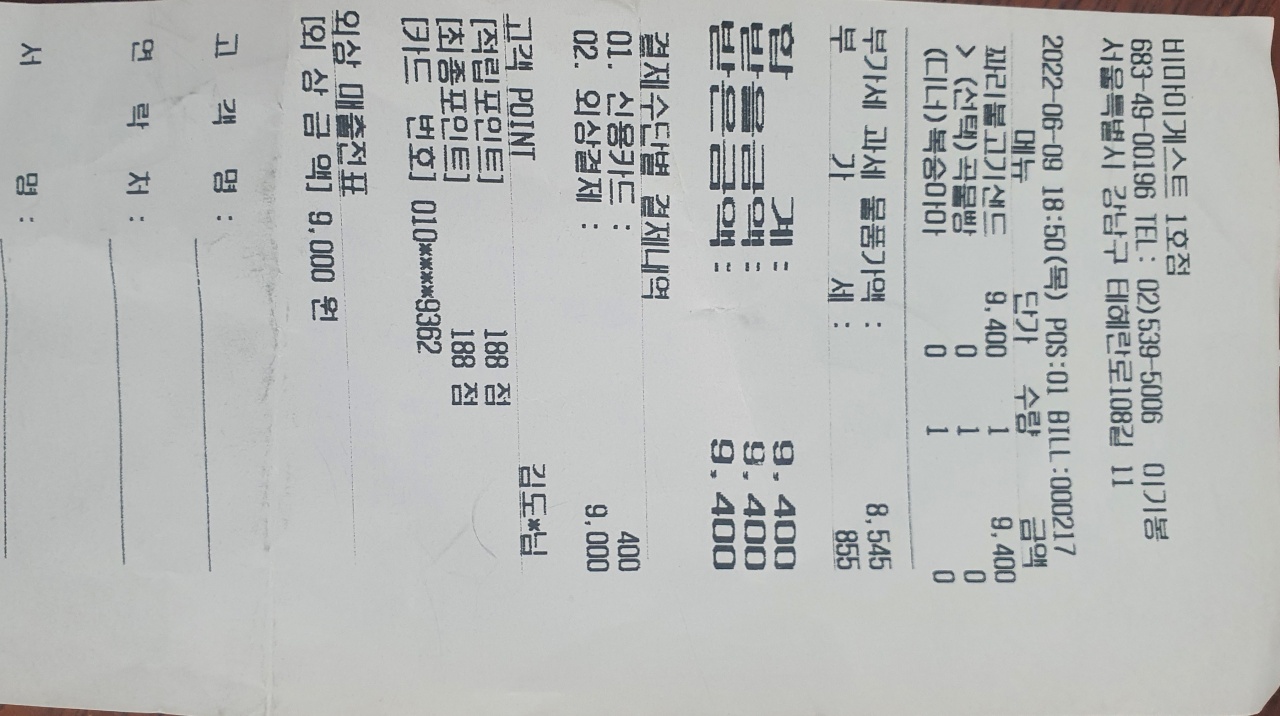 비마이게스트 1호점
683-49-00196 TEL: 02)539-5006 이기봉
서울특별시 강남구 테헤란로108길 11
2022-06-09 18:50(목) POS:01 BILL:000217
메뉴 단가 수량 금액
파리불고기샌드 9,400 1 9,400
> (선택)곡물빵 0 1 0
(디너)복숭아아 0 1 0
부가세 과세 물품가액 : 8,545
부 가 세 : 855
합 계 : 9,400
받을금액 : 9,400
받은금액 : 9,400
결제수단별 결제내역
01. 신용카드 : 400
02. 외상결제 : 9,000
고객 POINT 김도*님
[적립포인트] 188 점
[최종포인트] 188 점
[카드 번호] 010****9362
외상 매출전표
[외 상 금 액] 9,000 원
고 객 명 :
연 락 처 :
서 명 :